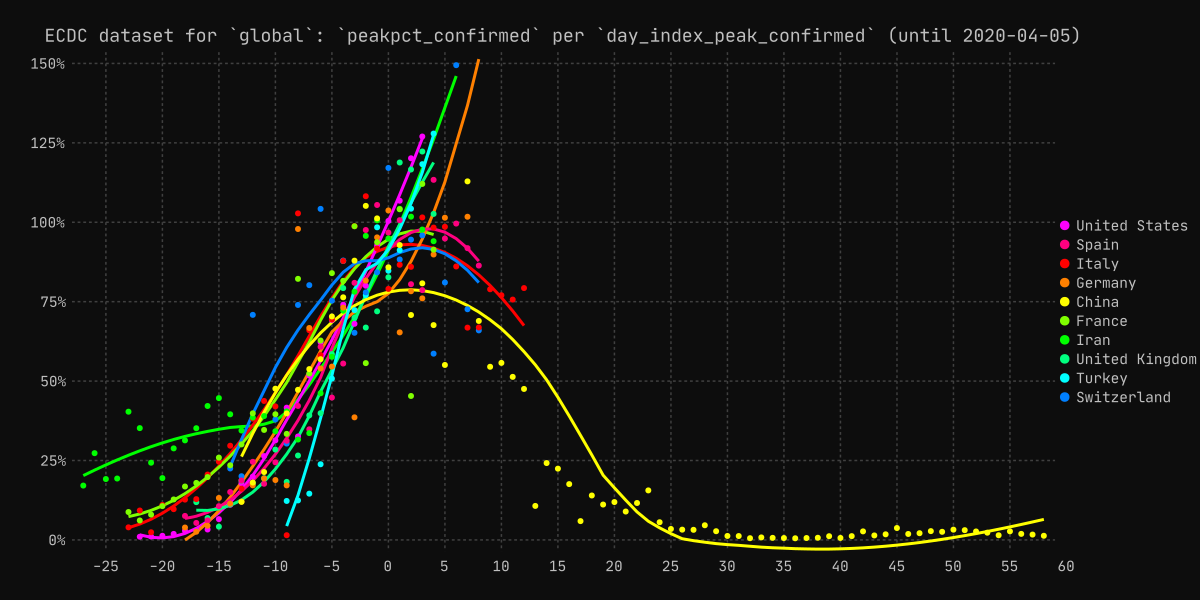 ECDC dataset for `global`: `peakpct_confirmed` per `day_index_peak_confirmed` (until 2020-04-05)
150%
125%
100%
75%
50%
25%
0%
-25 -20 -15 -10 -5 0 5 10 15 20 25 30 35 40 45 50 55 60
United States
Spain
Italy
Germany
China
France
Iran
United Kingdom
Turkey
Switzerland